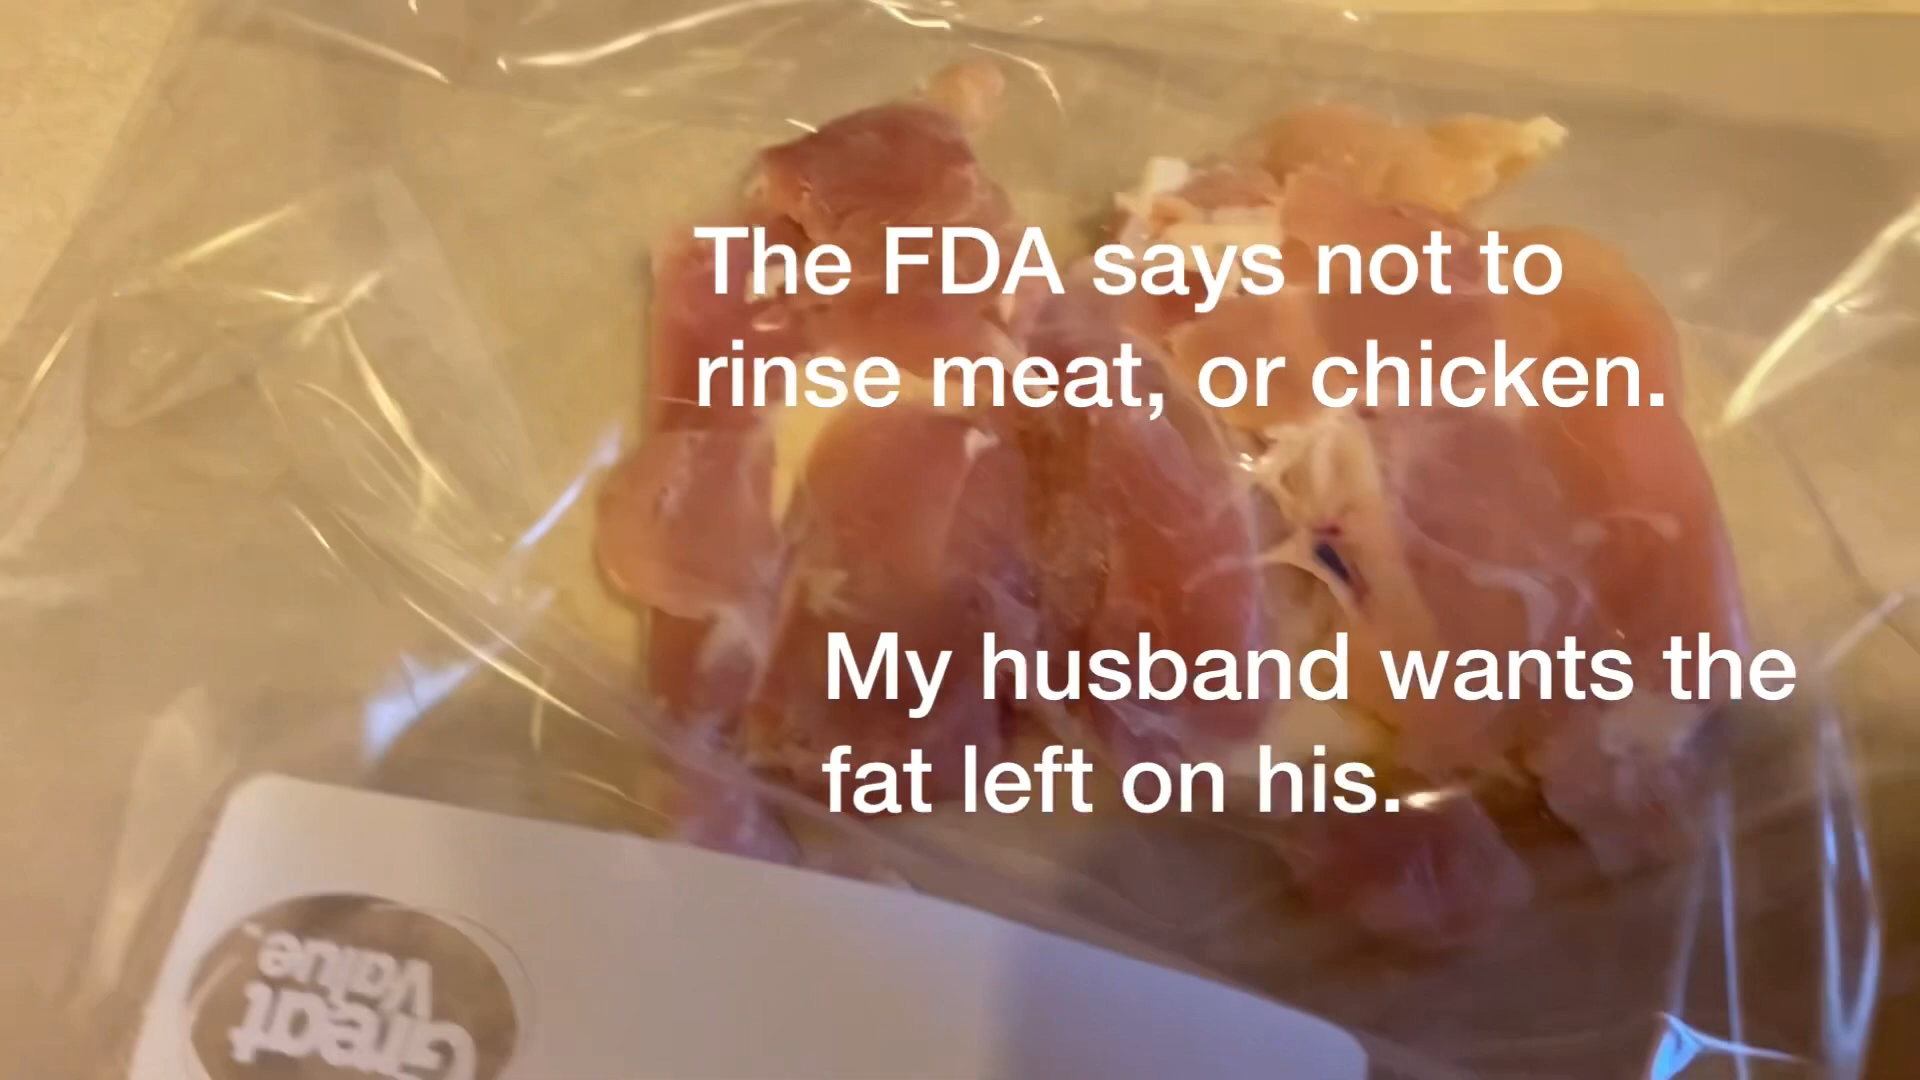 The FDA says not to
rinse meat, or chicken.
My husband wants the
fat left on his.
Great
Value.